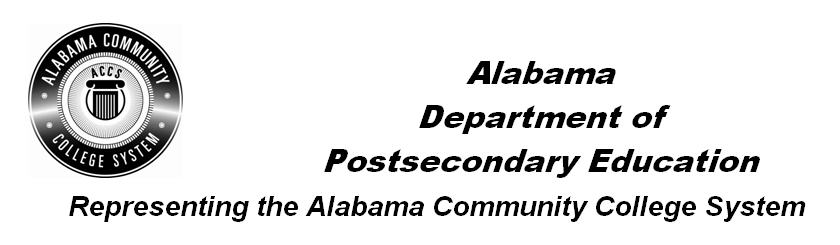 ALABAMA COMMUNITY
ACCS
COLLEGE SYSTEM
Alabama
Department of
Postsecondary Education
Representing the Alabama Community College System